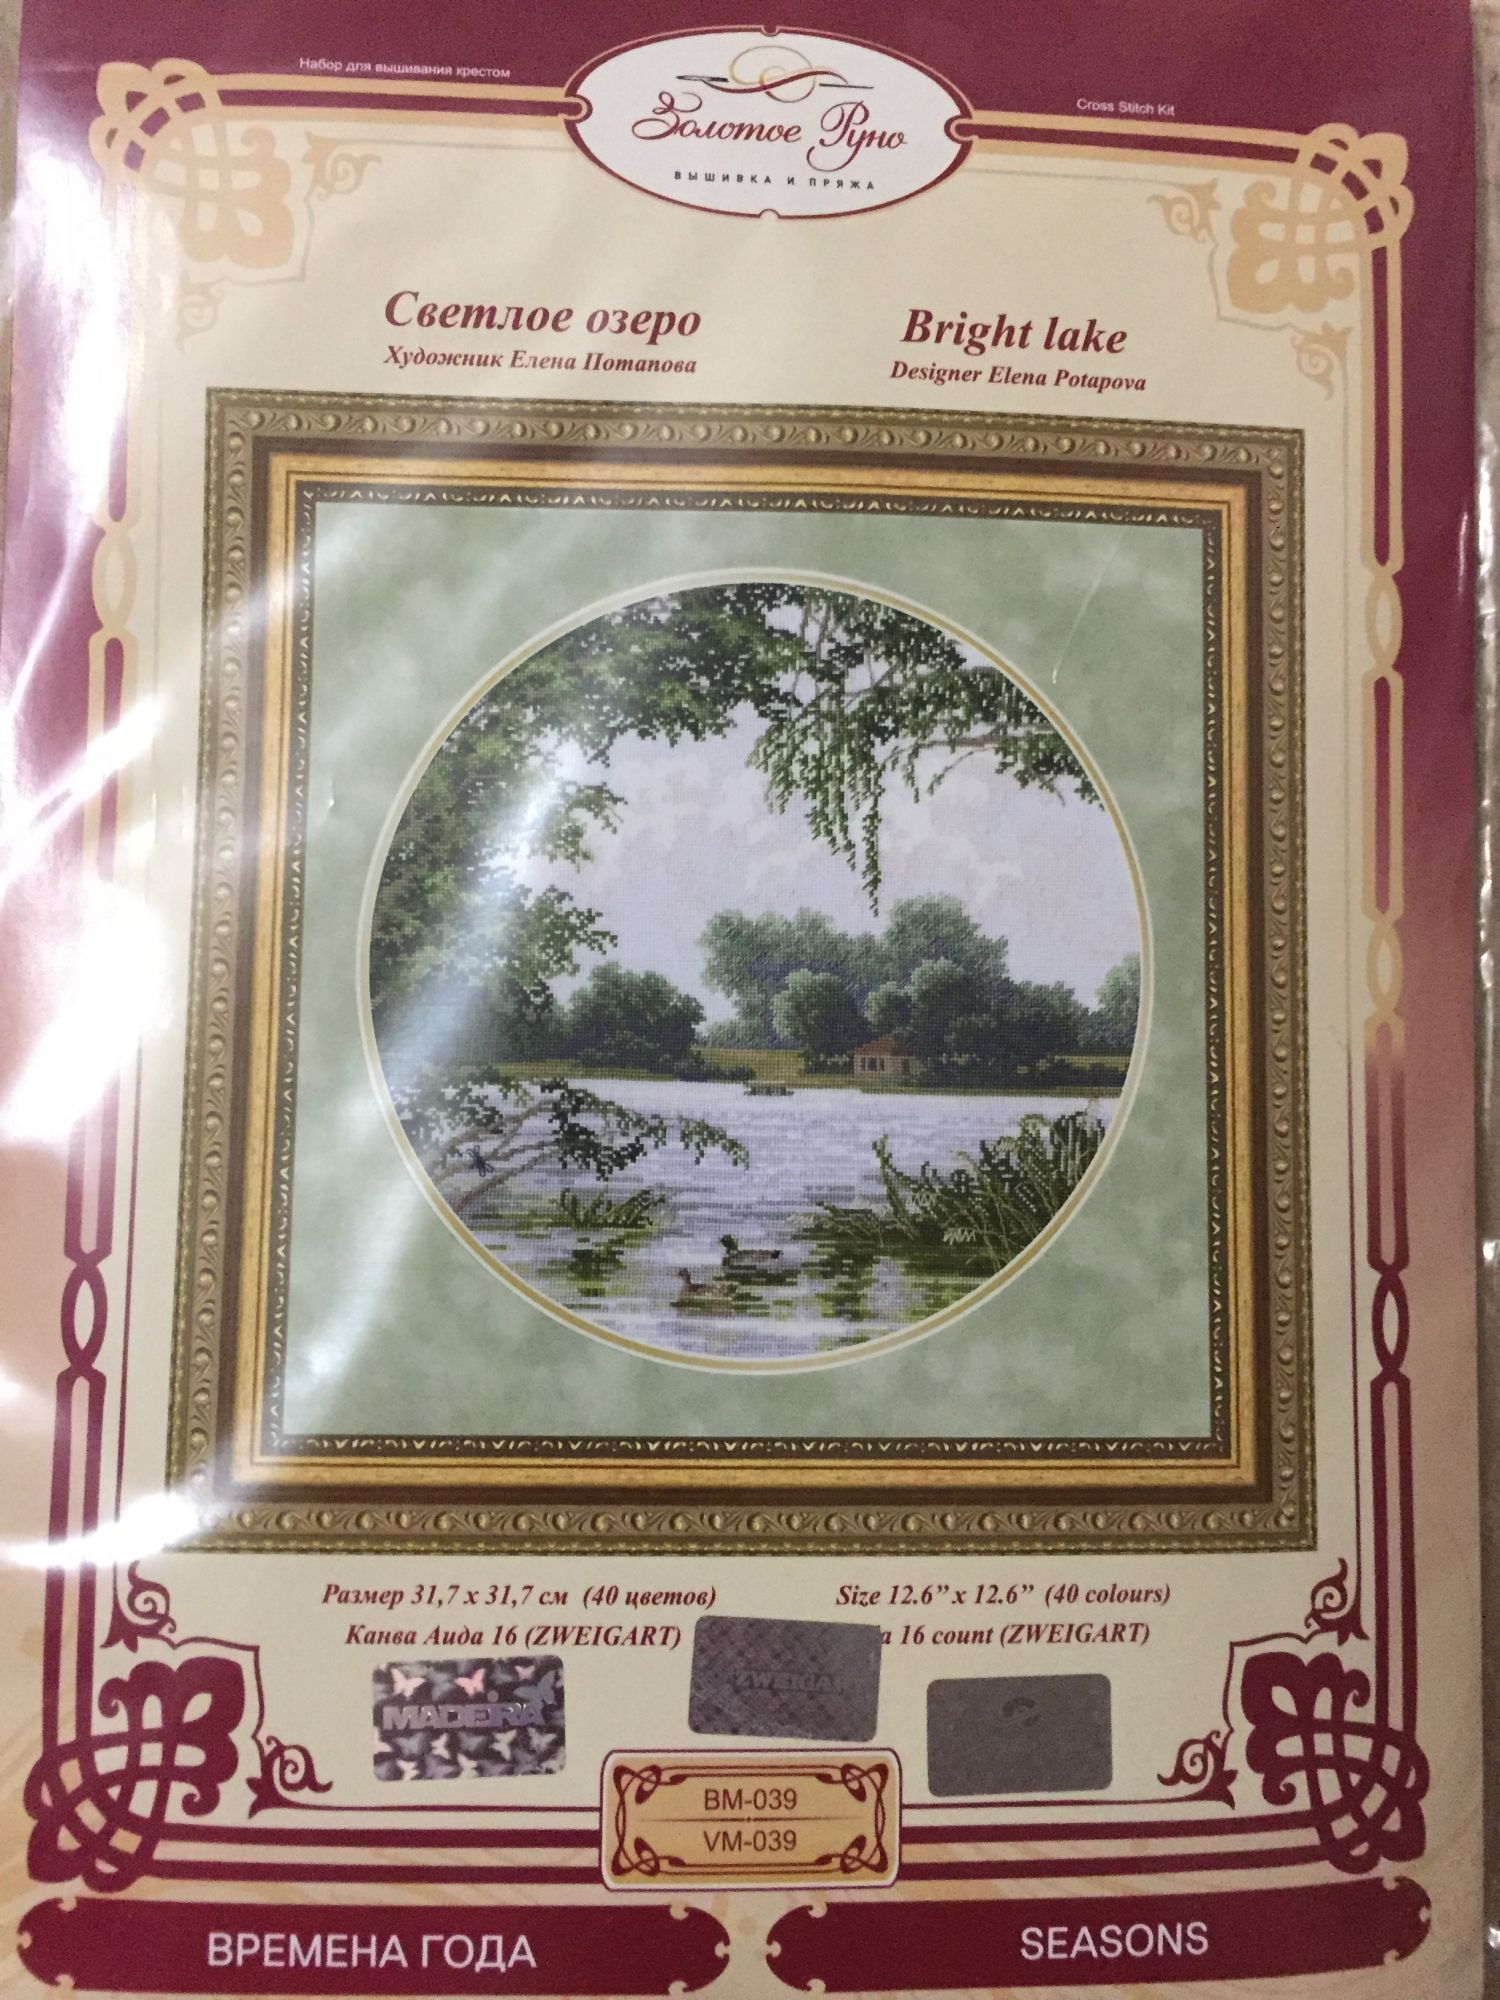 Набор для вышивания крестом
Cross Stitch Kit
Золотое Руно
ВЫШИВКА И ПРЯЖА
Светлое озеро
Художник Елена Потапова
Bright lake
Designer Elena Potapova
Размер 31,7 х 31,7 см (40 цветов)
Канва Аида 16 (ZWEIGART)
Size 12.6” x 12.6” (40 colours)
a 16 count (ZWEIGART)
MADEIRA
ZWEIGART
ВМ-039
VM-039
ВРЕМЕНА ГОДА
SEASONS